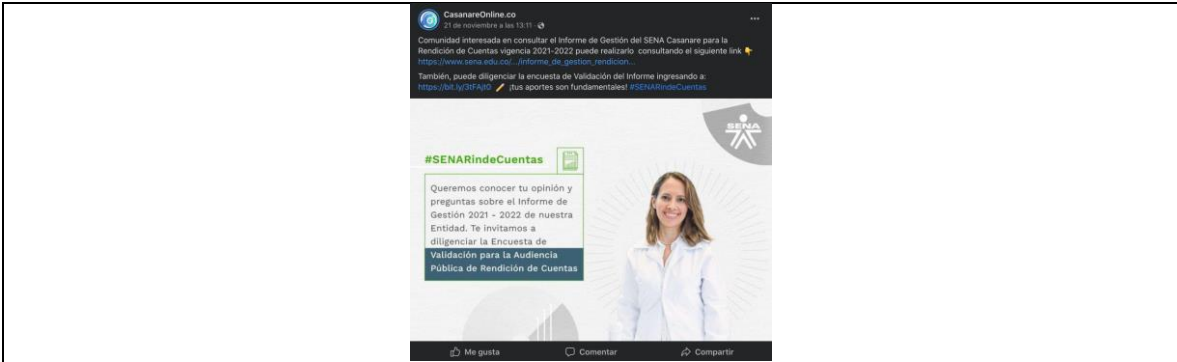 CasanareOnline.co
21 de noviembre a las 13:11 ·
Comunidad interesada en consultar el Informe de Gestión del SENA Casanare para la
Rendición de Cuentas vigencia 2021-2022 puede realizarlo consultando el siguiente link
https://www.sena.edu.co/.../informe_de_gestion_rendicion...
También, puede diligenciar la encuesta de Validación del Informe ingresando a:
https://bit.ly/3tFAjt0 ¡tus aportes son fundamentales! #SENARindeCuentas
SENA
#SENARindeCuentas
Queremos conocer tu opinión y
preguntas sobre el Informe de
Gestión 2021 - 2022 de nuestra
Entidad. Te invitamos a
diligenciar la Encuesta de
Validación para la Audiencia
Pública de Rendición de Cuentas
Me gusta
Comentar
Compartir